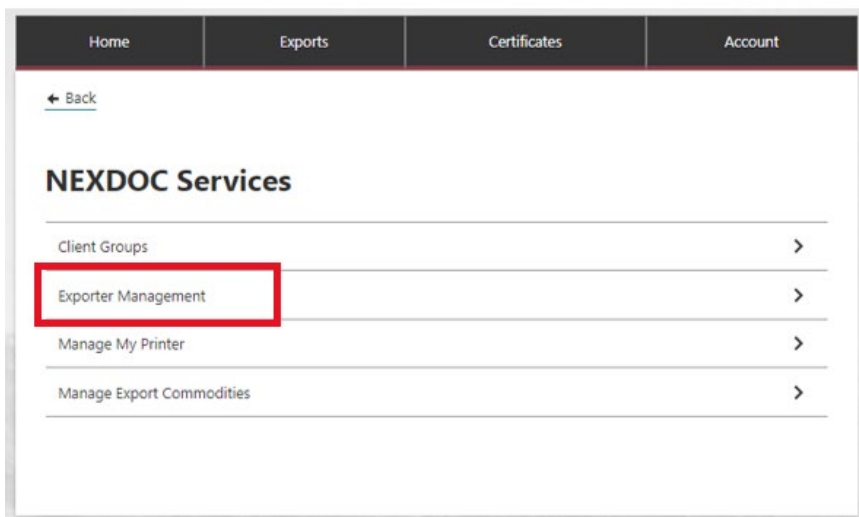 Home Exports Certificates Account
← Back
NEXDOC Services
Client Groups
Exporter Management
Manage My Printer
Manage Export Commodities